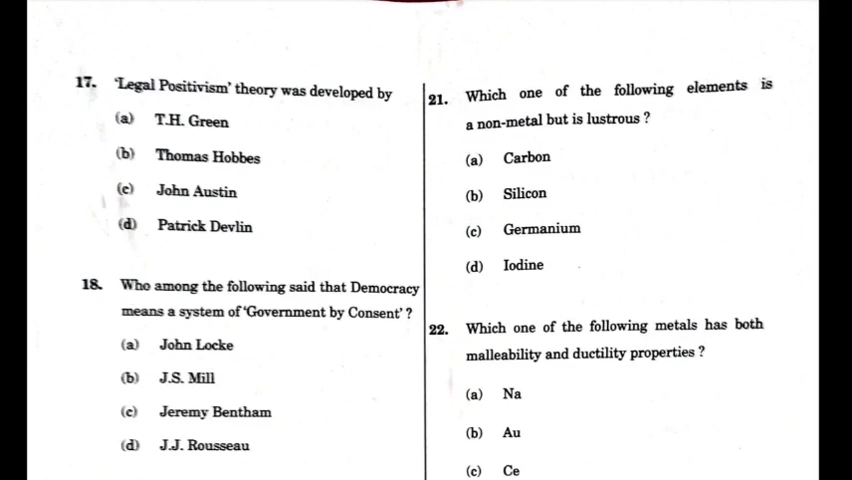 17. 'Legal Positivism' theory was developed by
(a) T.H. Green
(b) Thomas Hobbes
(c) John Austin
(d) Patrick Devlin
18. Who among the following said that Democracy
means a system of 'Government by Consent' ?
(a) John Locke
(b) J.S. Mill
(c) Jeremy Bentham
(d) J.J. Rousseau
21. Which one of the following elements is
a non-metal but is lustrous ?
(a) Carbon
(b) Silicon
(c) Germanium
(d) Iodine
22. Which one of the following metals has both
malleability and ductility properties ?
(a) Na
(b) Au
(c) Ce